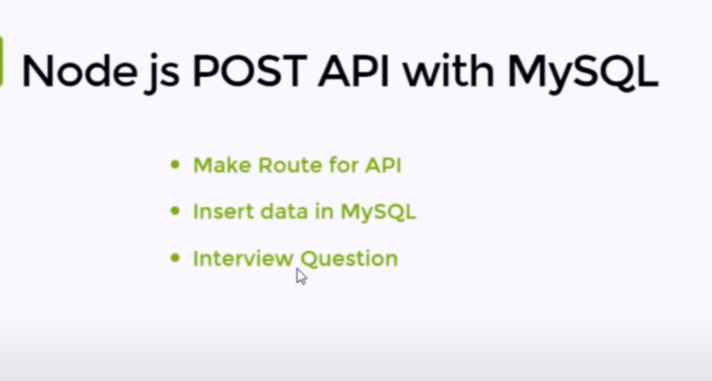 Node js POST API with MySQL
Make Route for API
Insert data in MySQL
Interview Question